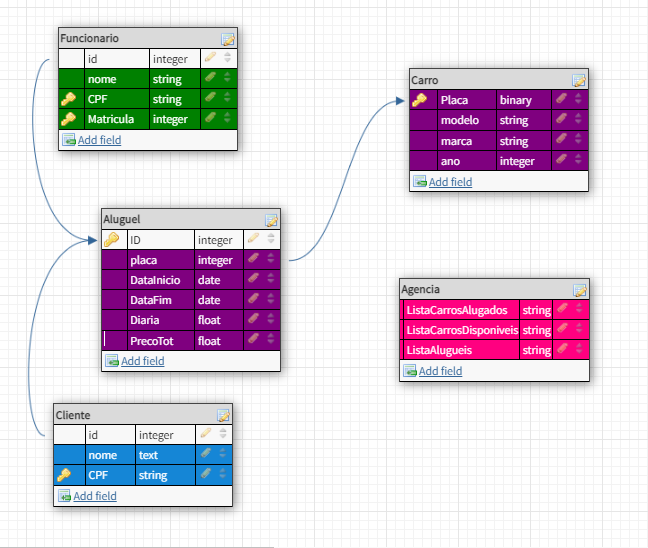 Funcionario
id integer
nome string
CPF string
Matricula integer
Add field
Carro
Placa binary
modelo string
marca string
ano integer
Add field
Aluguel
ID integer
placa integer
DataInicio date
DataFim date
Diaria float
PrecoTot float
Add field
Agencia
ListaCarrosAlugados string
ListaCarrosDisponiveis string
ListaAlugueis string
Add field
Cliente
id integer
nome text
CPF string
Add field